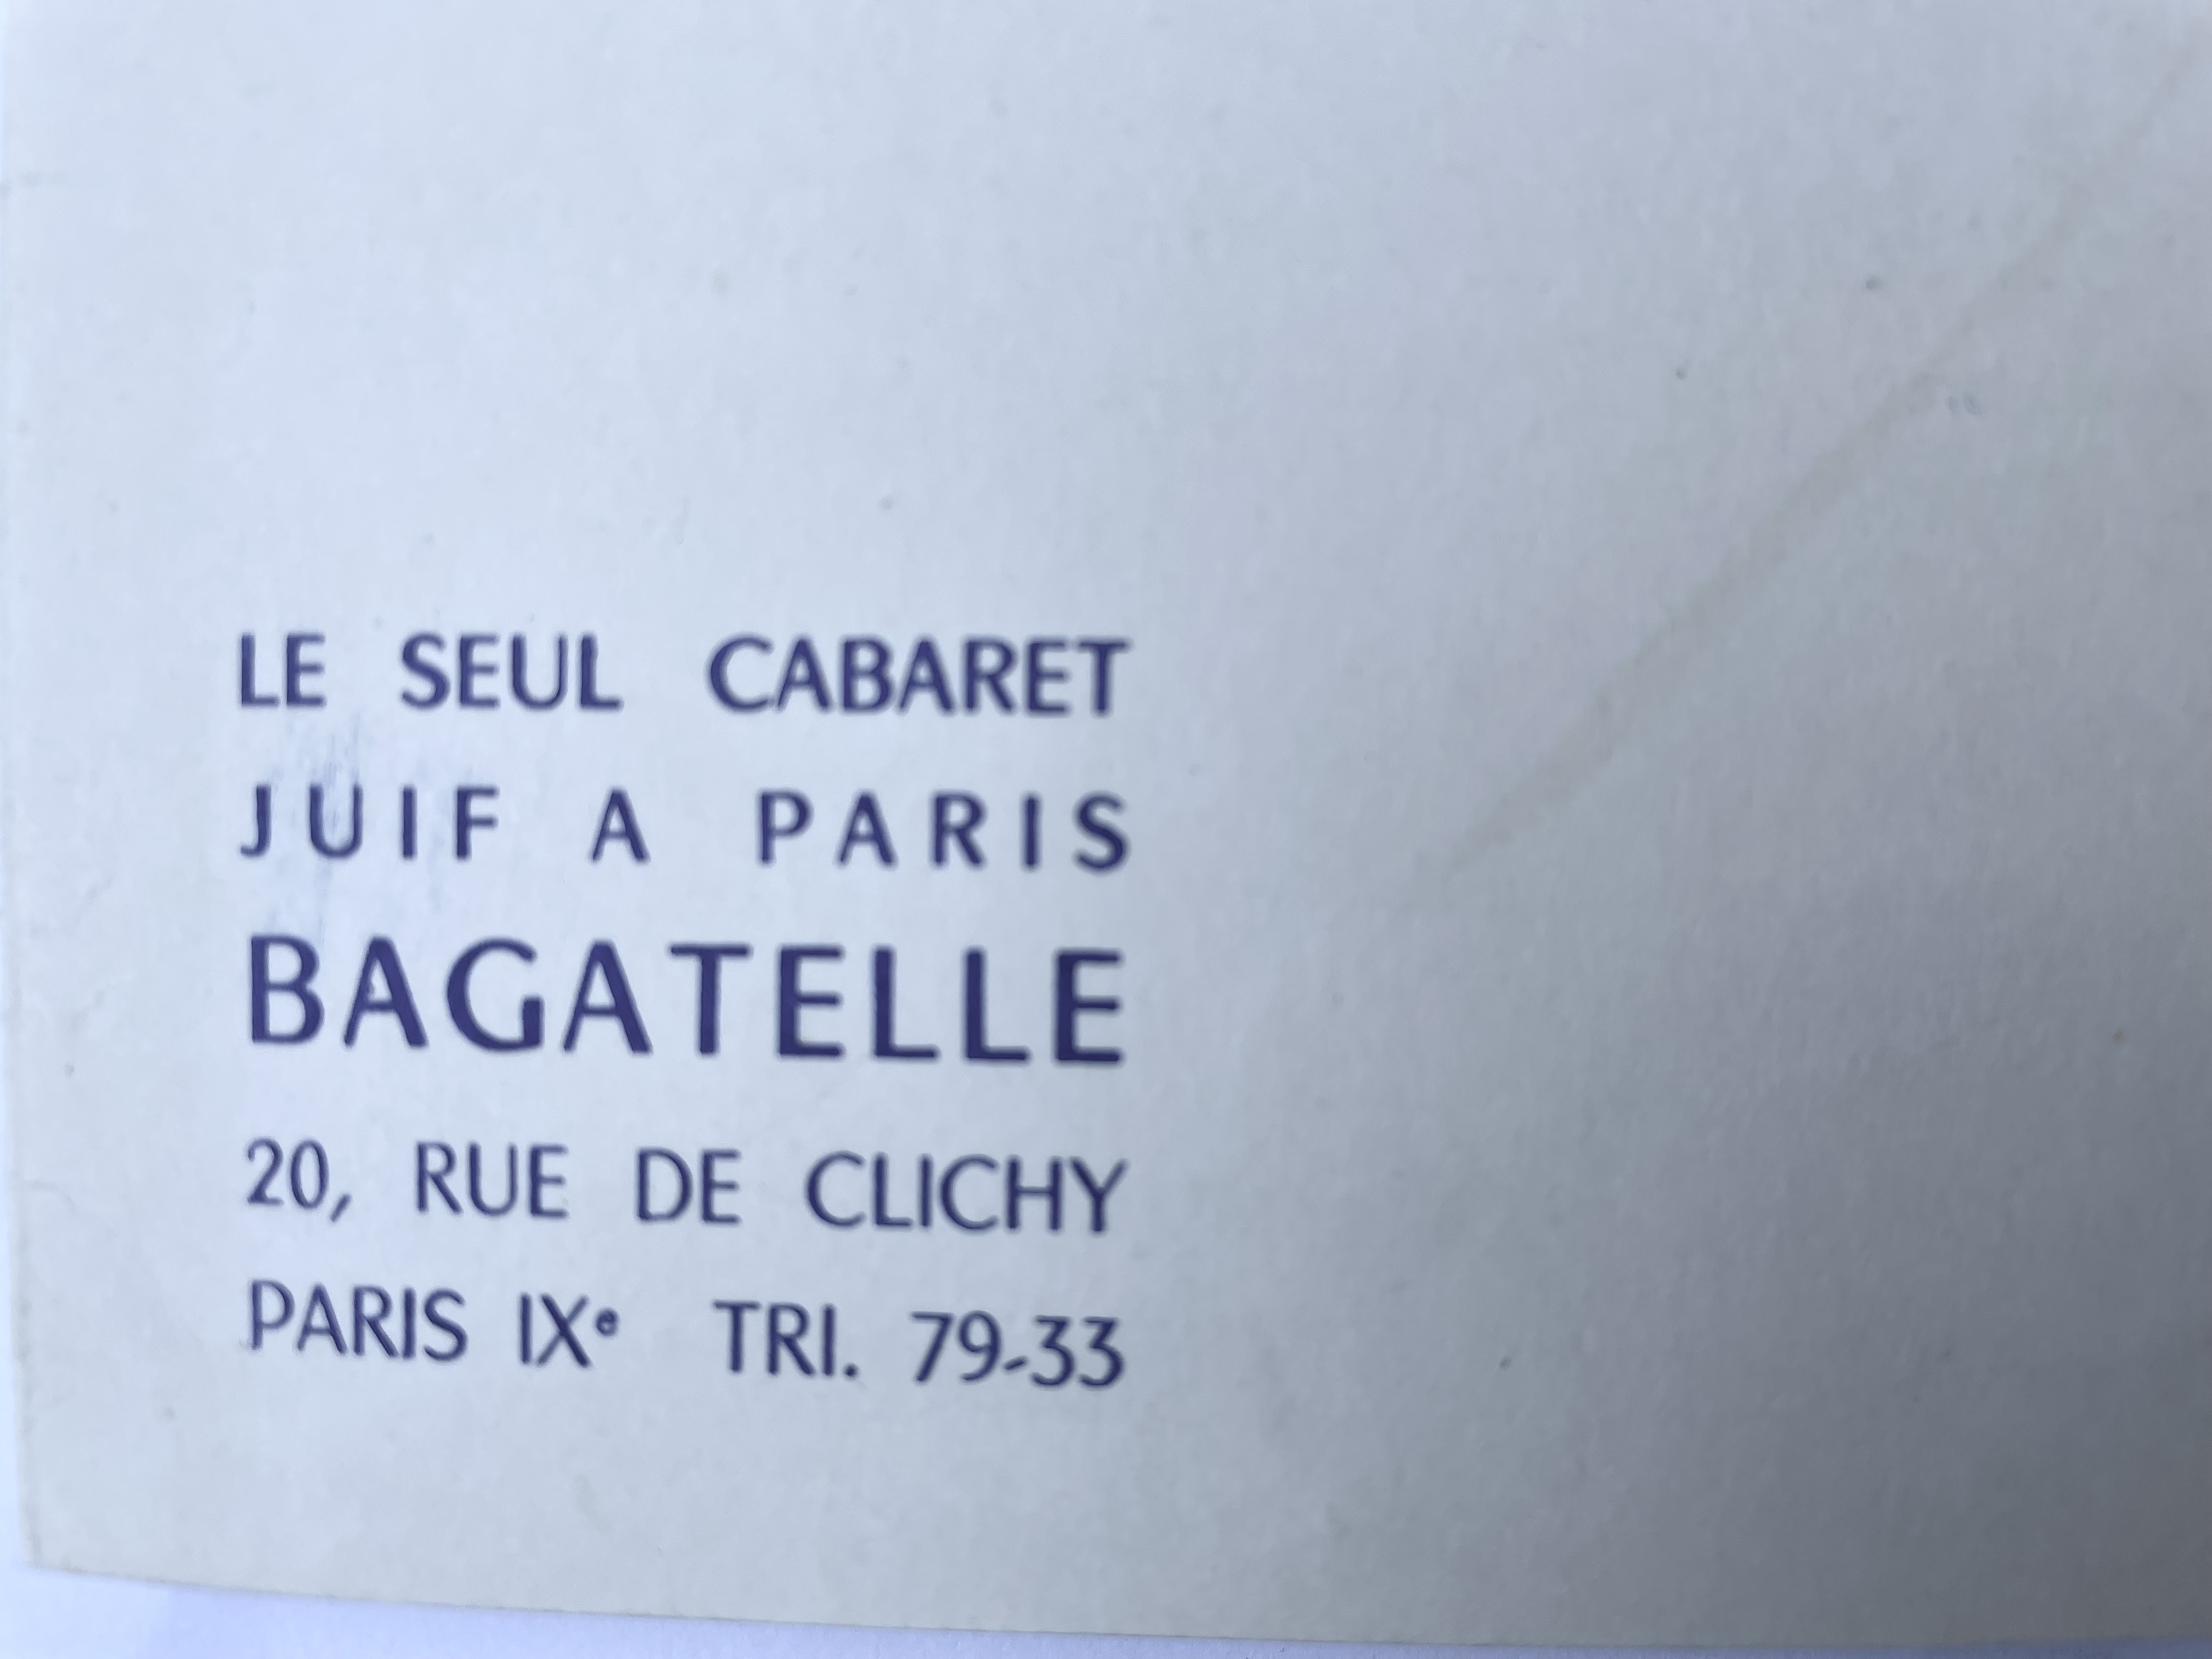 LE SEUL CABARET
JUIF A PARIS
BAGATELLE
20, RUE DE CLICHY
PARIS IXe TRI. 79-33